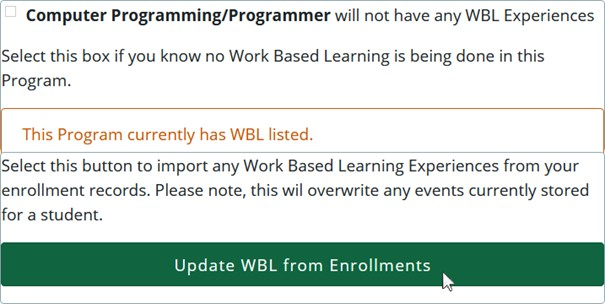 Computer Programming/Programmer will not have any WBL Experiences
Select this box if you know no Work Based Learning is being done in this
Program.
This Program currently has WBL listed.
Select this button to import any Work Based Learning Experiences from your
enrollment records. Please note, this wil overwrite any events currently stored
for a student.
Update WBL from Enrollments